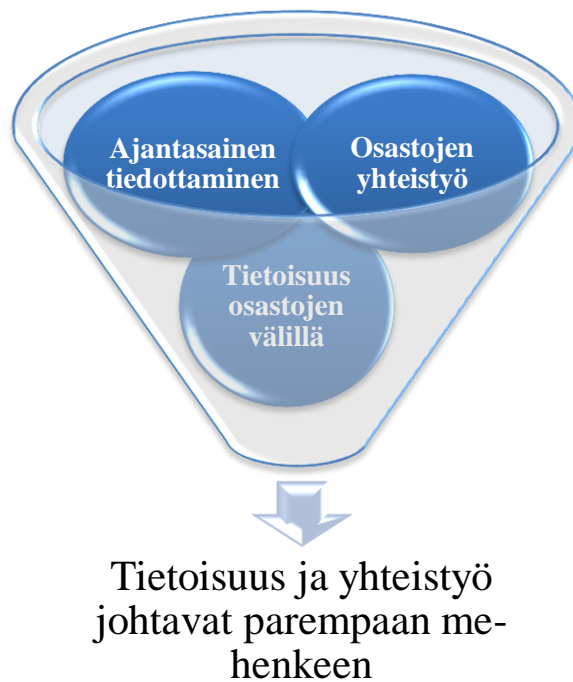 Ajantasainen
tiedottaminen
Osastojen
yhteistyö
Tietoisuus
osastojen
välillä
Tietoisuus ja yhteistyö
johtavat parempaan me-
henkeen